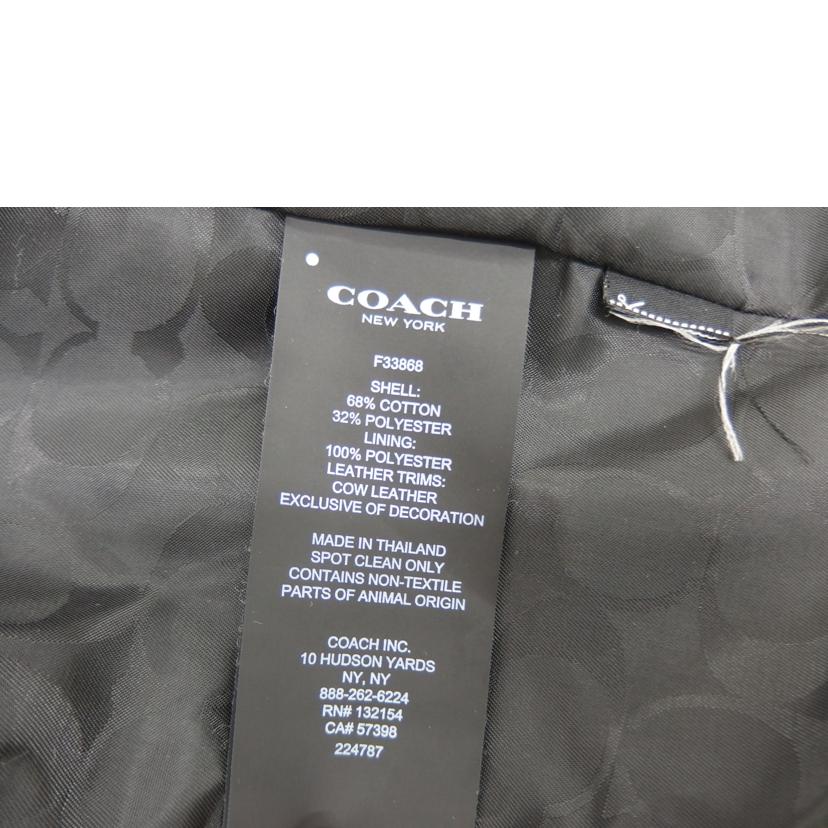 COACH
NEW YORK
F33868
SHELL:
68% COTTON
32% POLYESTER
LINING:
100% POLYESTER
LEATHER TRIMS:
COW LEATHER
EXCLUSIVE OF DECORATION
MADE IN THAILAND
SPOT CLEAN ONLY
CONTAINS NON-TEXTILE
PARTS OF ANIMAL ORIGIN
COACH INC.
10 HUDSON YARDS
NY, NY
888-262-6224
RN# 132154
CA# 57398
224787